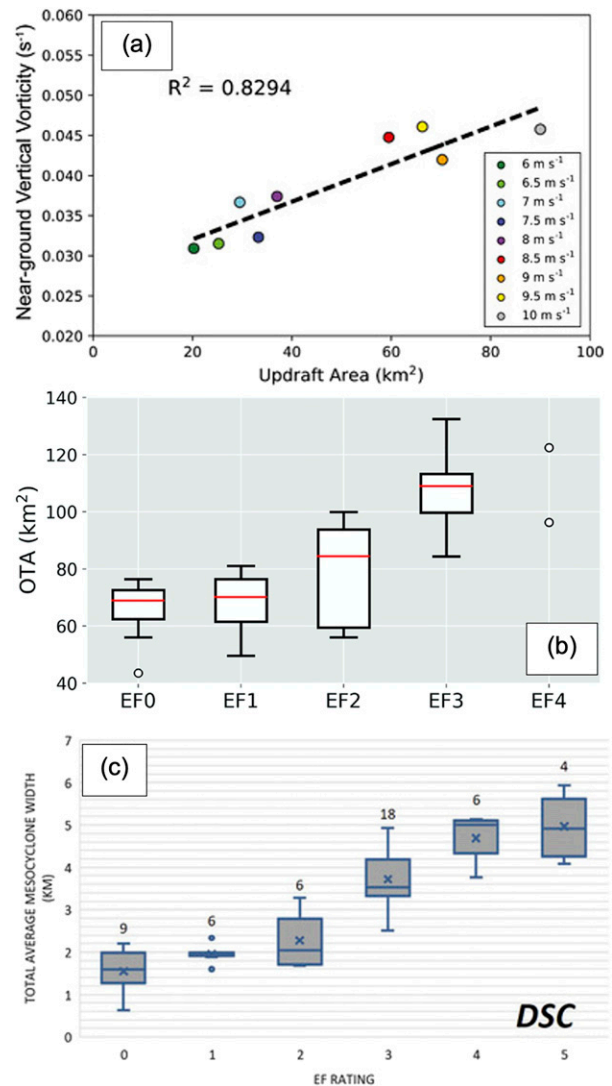 (a)
R² = 0.8294
Near-ground Vertical Vorticity (s⁻¹)
0.060
0.055
0.050
0.045
0.040
0.035
0.030
0.025
0.020
6 m s⁻¹
6.5 m s⁻¹
7 m s⁻¹
7.5 m s⁻¹
8 m s⁻¹
8.5 m s⁻¹
9 m s⁻¹
9.5 m s⁻¹
10 m s⁻¹
0 20 40 60 80 100
Updraft Area (km²)
OTA (km²)
140
120
100
80
60
40
(b)
EF0 EF1 EF2 EF3 EF4
(c)
TOTAL AVERAGE MESOCYCLONE WIDTH
(KM)
7
6
5
4
3
2
1
0
9 6 6 18 6 4
DSC
0 1 2 3 4 5
EF RATING